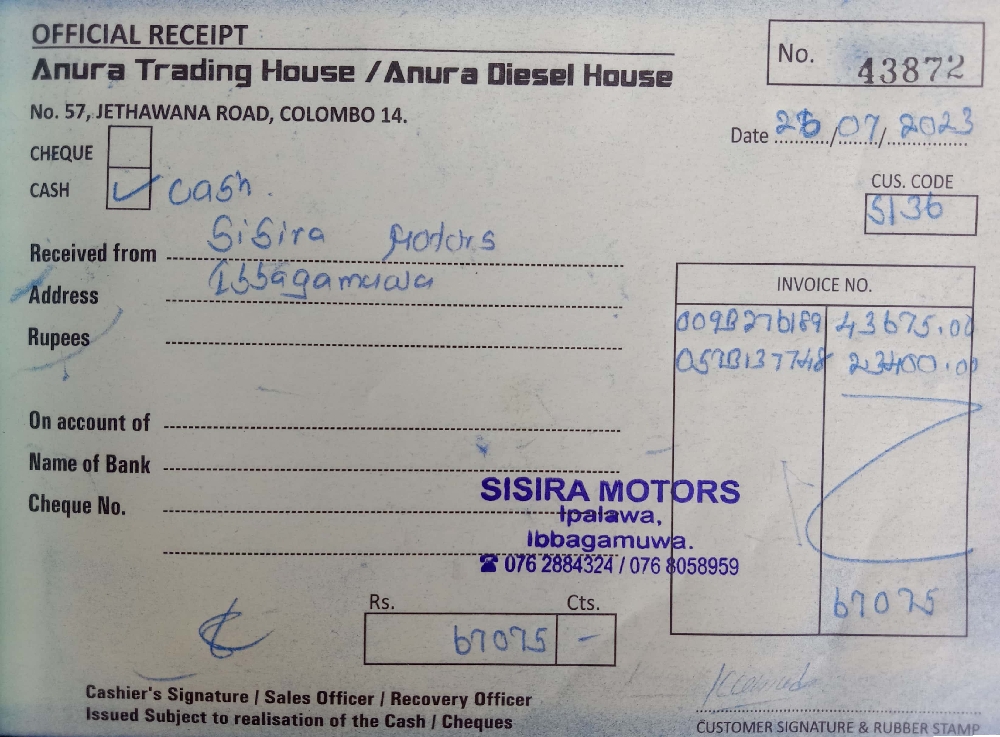 OFFICIAL RECEIPT
Anura Trading House / Anura Diesel House
No. 57, JETHAWANA ROAD, COLOMBO 14.
No. 43872
Date 28/07/2023
CHEQUE
CASH ✓ Cash.
CUS. CODE
S136
Received from Sisira Motors
Address Ibbagamuwa
Rupees
INVOICE NO.
009B276189 43675.00
057B137748 23400.00
On account of
Name of Bank
Cheque No.
SISIRA MOTORS
Ipalawa,
Ibbagamuwa.
☎ 076 2884324 / 076 8058959
67075
Rs. Cts.
67075 -
Cashier's Signature / Sales Officer / Recovery Officer
Issued Subject to realisation of the Cash / Cheques
CUSTOMER SIGNATURE & RUBBER STAMP